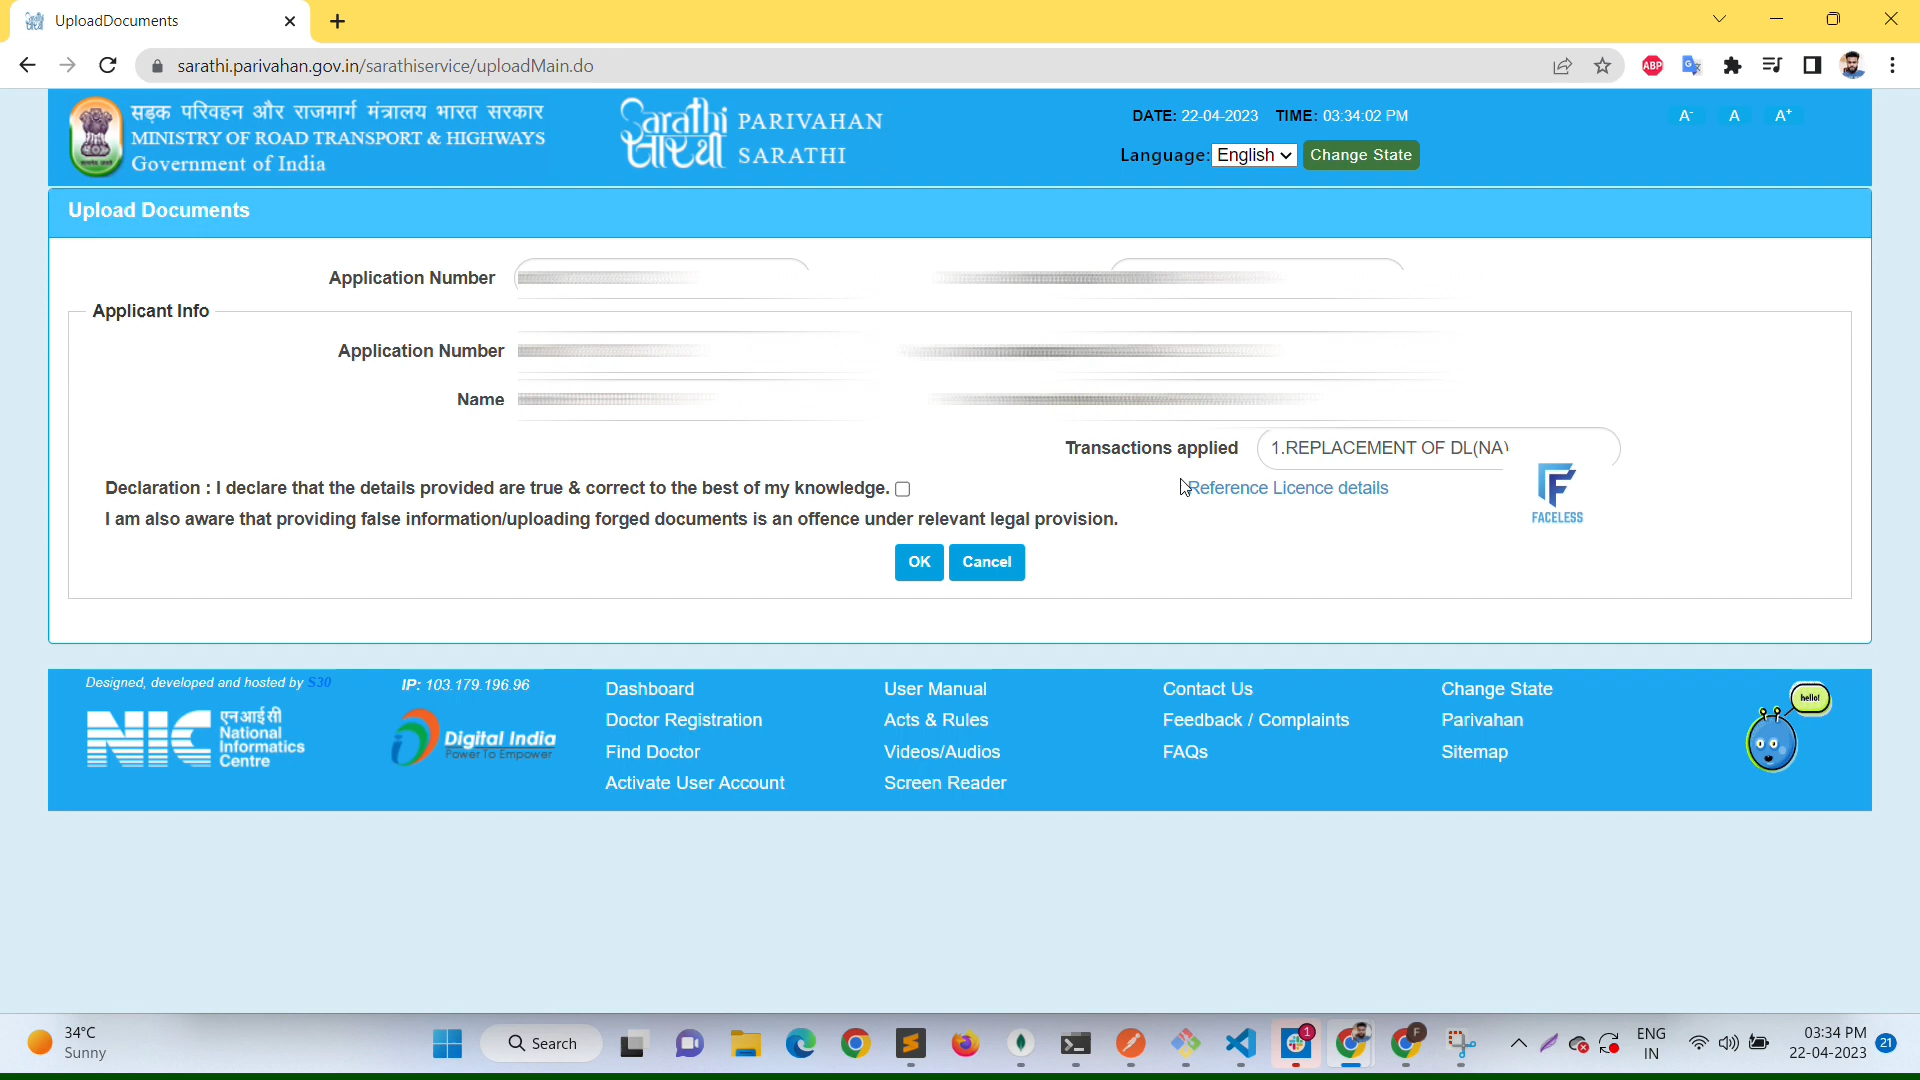 UploadDocuments
sarathi.parivahan.gov.in/sarathiservice/uploadMain.do
ABP
सड़क परिवहन और राजमार्ग मंत्रालय भारत सरकार
MINISTRY OF ROAD TRANSPORT & HIGHWAYS
Government of India
Sarathi
सारथी
PARIVAHAN
SARATHI
DATE: 22-04-2023 TIME: 03:34:02 PM
A- A A+
Language: English Change State
Upload Documents
Application Number
Applicant Info
Application Number
Name
Transactions applied 1.REPLACEMENT OF DL(NA)
Declaration : I declare that the details provided are true & correct to the best of my knowledge.
Reference Licence details
FACELESS
I am also aware that providing false information/uploading forged documents is an offence under relevant legal provision.
OK Cancel
Designed, developed and hosted by S30
NIC
एनआईसी
National
Informatics
Centre
IP: 103.179.196.96
Digital India
Power To Empower
Dashboard
Doctor Registration
Find Doctor
Activate User Account
User Manual
Acts & Rules
Videos/Audios
Screen Reader
Contact Us
Feedback / Complaints
FAQs
Change State
Parivahan
Sitemap
hello!
34°C
Sunny
Search
1
F
ENG
IN
03:34 PM
22-04-2023
21